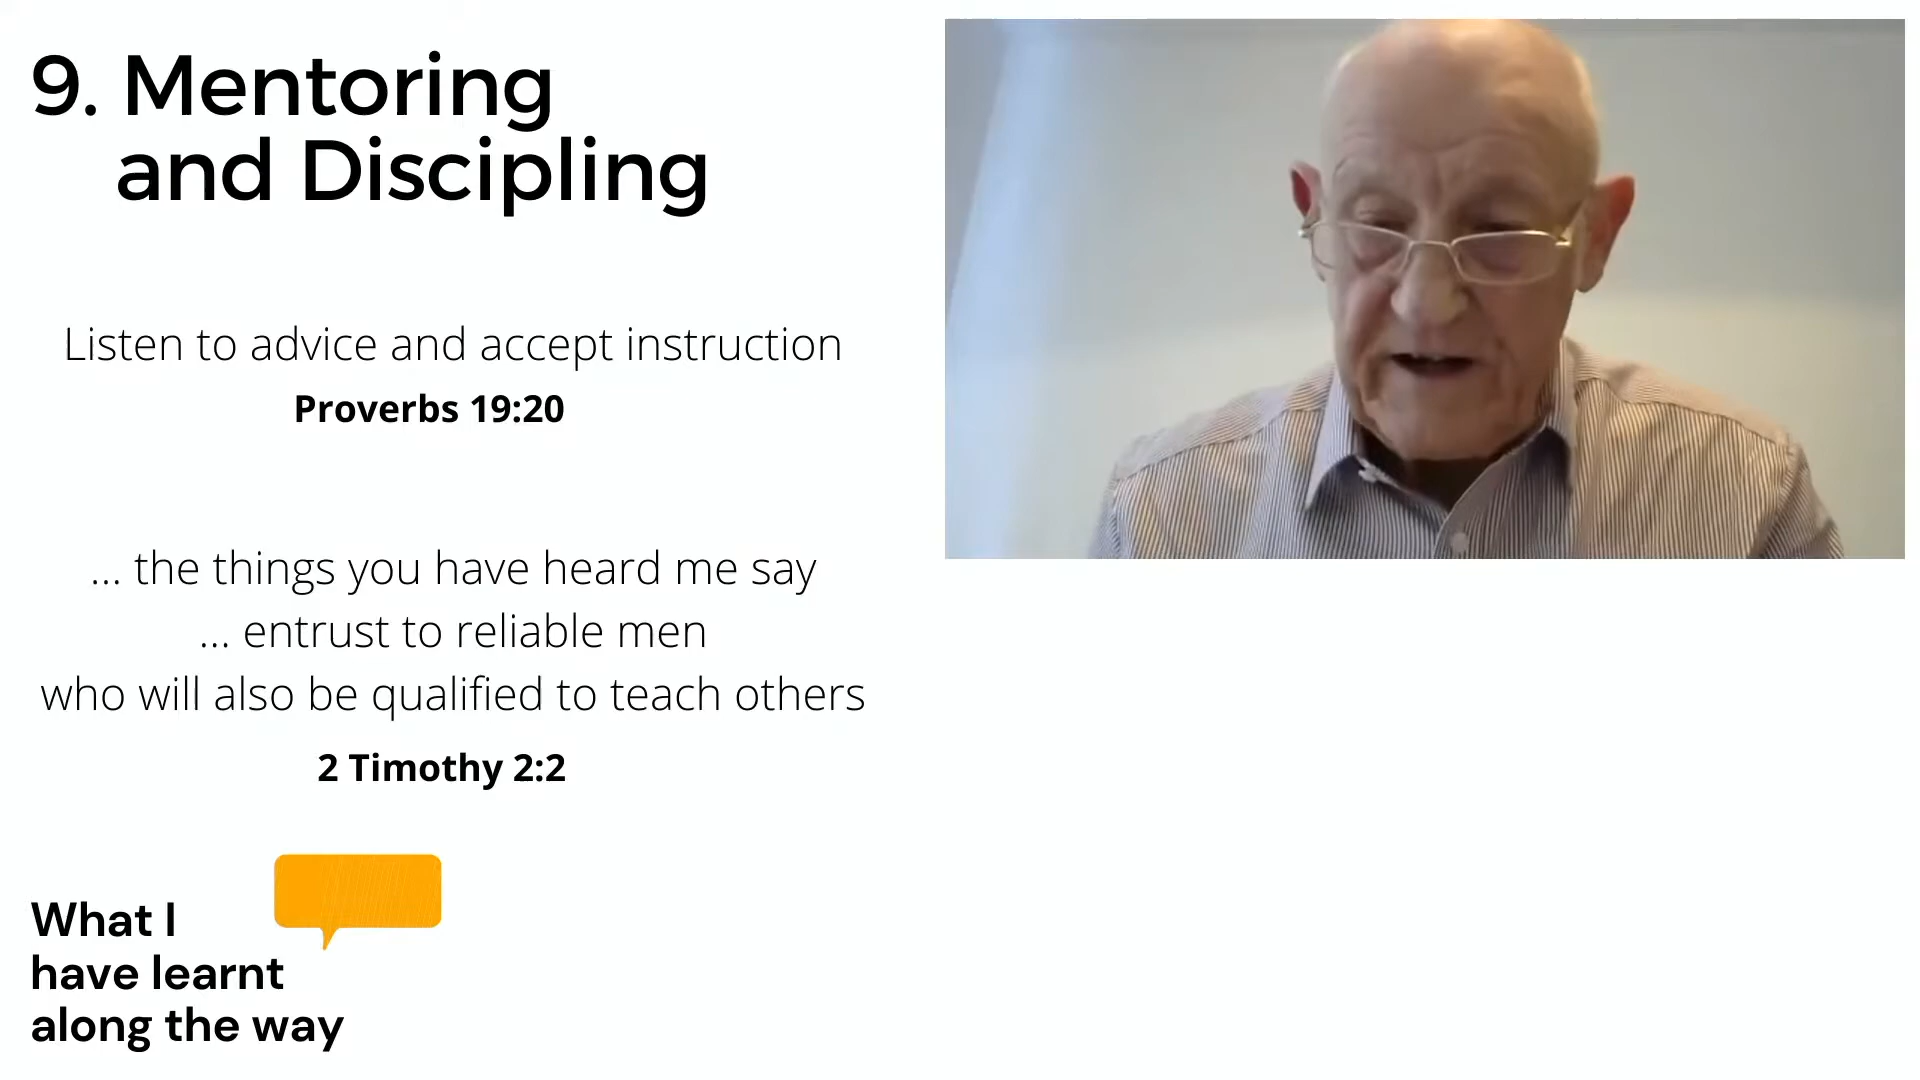 9. Mentoring
and Discipling
Listen to advice and accept instruction
Proverbs 19:20
... the things you have heard me say
... entrust to reliable men
who will also be qualified to teach others
2 Timothy 2:2
What I
have learnt
along the way